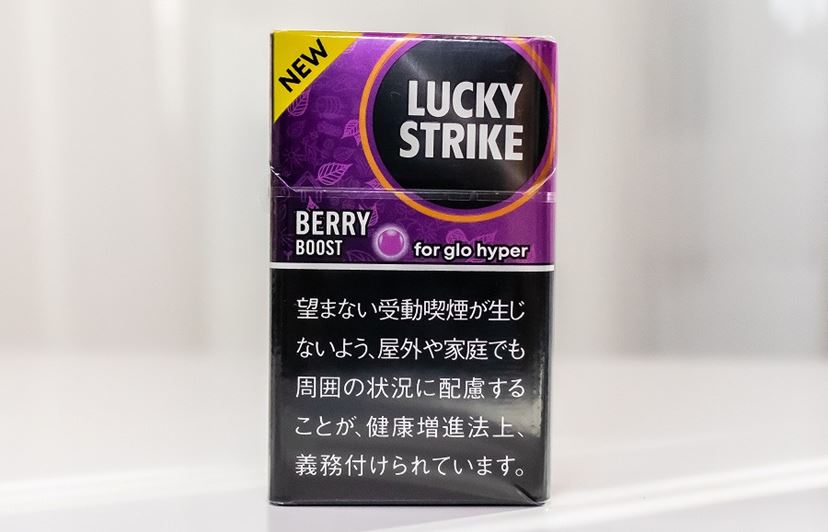 NEW
LUCKY
STRIKE
BERRY
BOOST
for glo hyper
望まない受動喫煙が生じ
ないよう、屋外や家庭でも
周囲の状況に配慮する
ことが、健康増進法上、
義務付けられています。